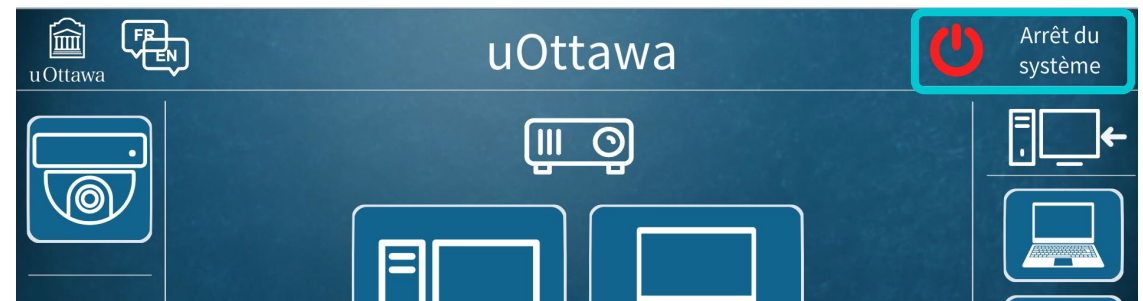 uOttawa
FR
EN
uOttawa
Arrêt du
système